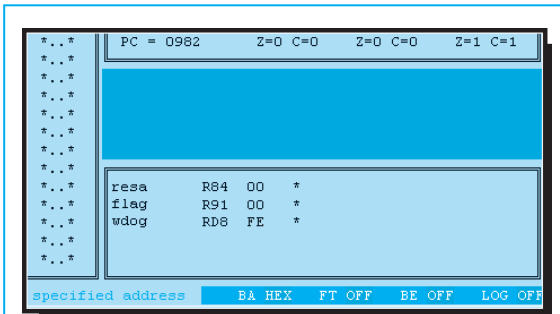 *..* PC = 0982 Z=0 C=0 Z=0 C=0 Z=1 C=1
*..*
*..*
*..*
*..*
*..*
*..*
*..*
*..* resa R84 00 *
*..* flag R91 00 *
*..* wdog RD8 FE *
*..*
*..*
specified address BA HEX FT OFF BE OFF LOG OFF